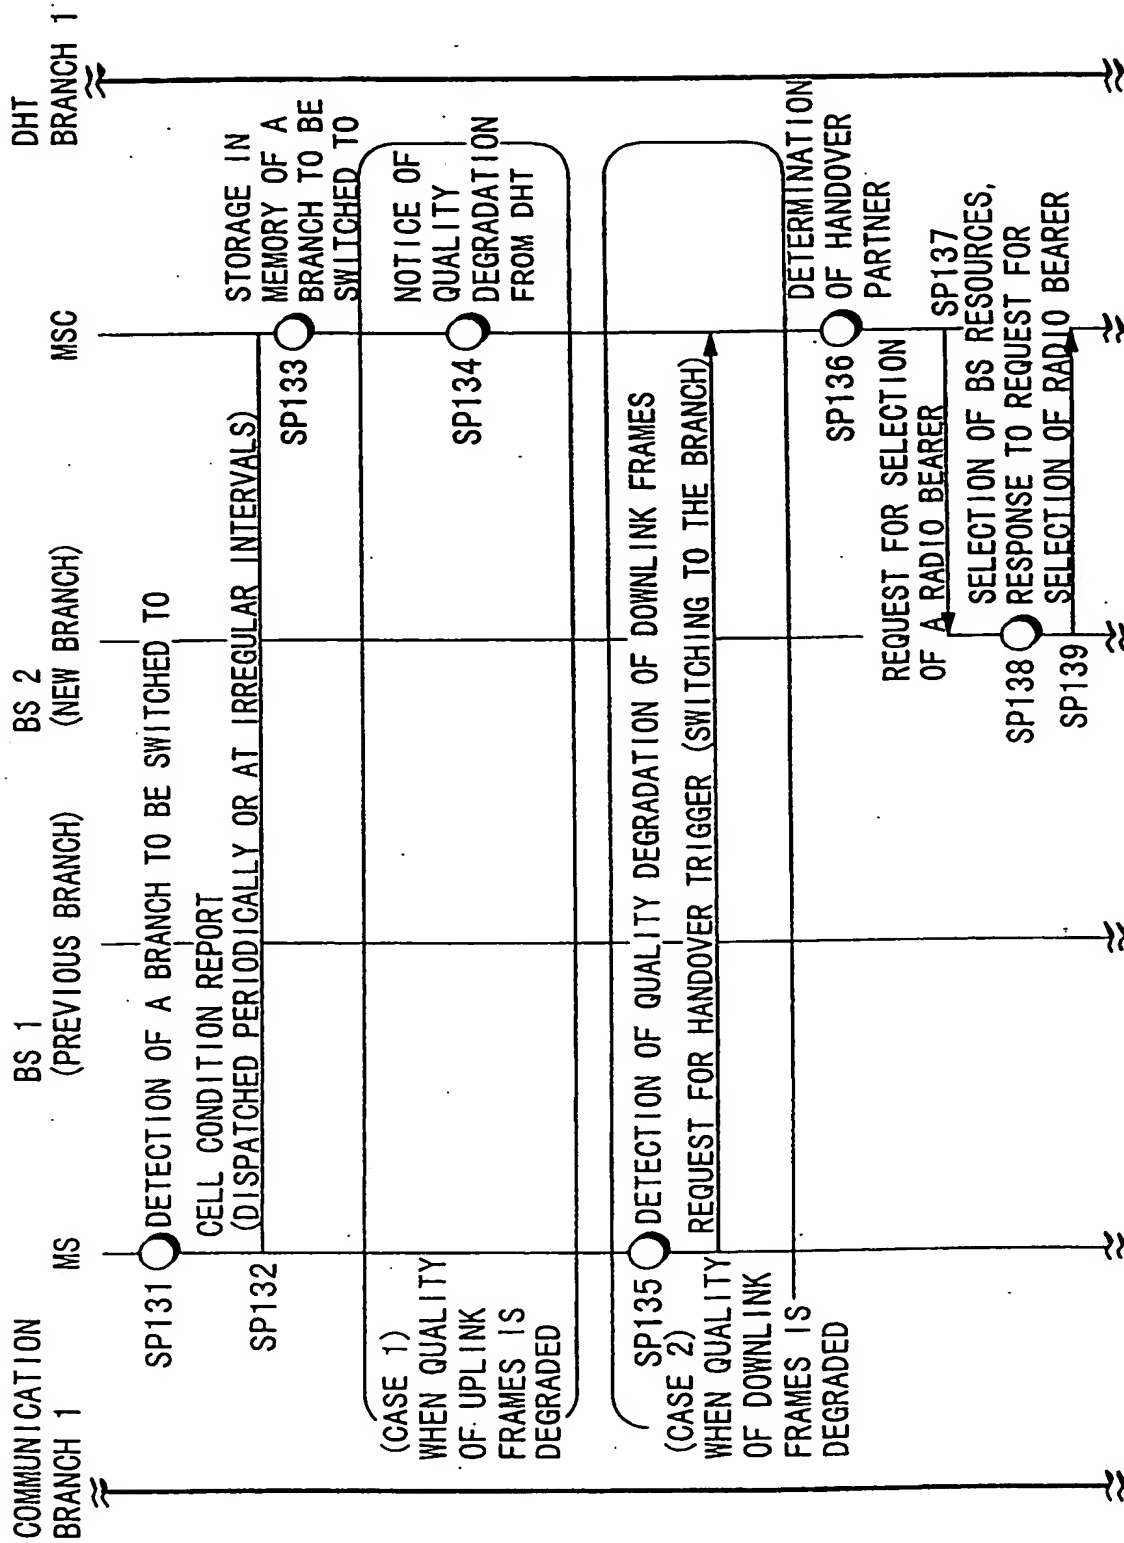 COMMUNICATION
BRANCH 1
MS
BS 1
(PREVIOUS BRANCH)
BS 2
(NEW BRANCH)
MSC
DHT
BRANCH 1
SP131
DETECTION OF A BRANCH TO BE SWITCHED TO
CELL CONDITION REPORT
(DISPATCHED PERIODICALLY OR AT IRREGULAR INTERVALS)
SP132
STORAGE IN
MEMORY OF A
BRANCH TO BE
SWITCHED TO
SP133
(CASE 1)
WHEN QUALITY
OF UPLINK
FRAMES IS
DEGRADED
NOTICE OF
QUALITY
DEGRADATION
FROM DHT
SP134
SP135
DETECTION OF QUALITY DEGRADATION OF DOWNLINK FRAMES
(CASE 2)
WHEN QUALITY
OF DOWNLINK
FRAMES IS
DEGRADED
REQUEST FOR HANDOVER TRIGGER (SWITCHING TO THE BRANCH)
DETERMINATION
OF HANDOVER
PARTNER
SP136
REQUEST FOR SELECTION
OF A RADIO BEARER
SP137
SELECTION OF BS RESOURCES,
RESPONSE TO REQUEST FOR
SELECTION OF RADIO BEARER
SP138
SP139